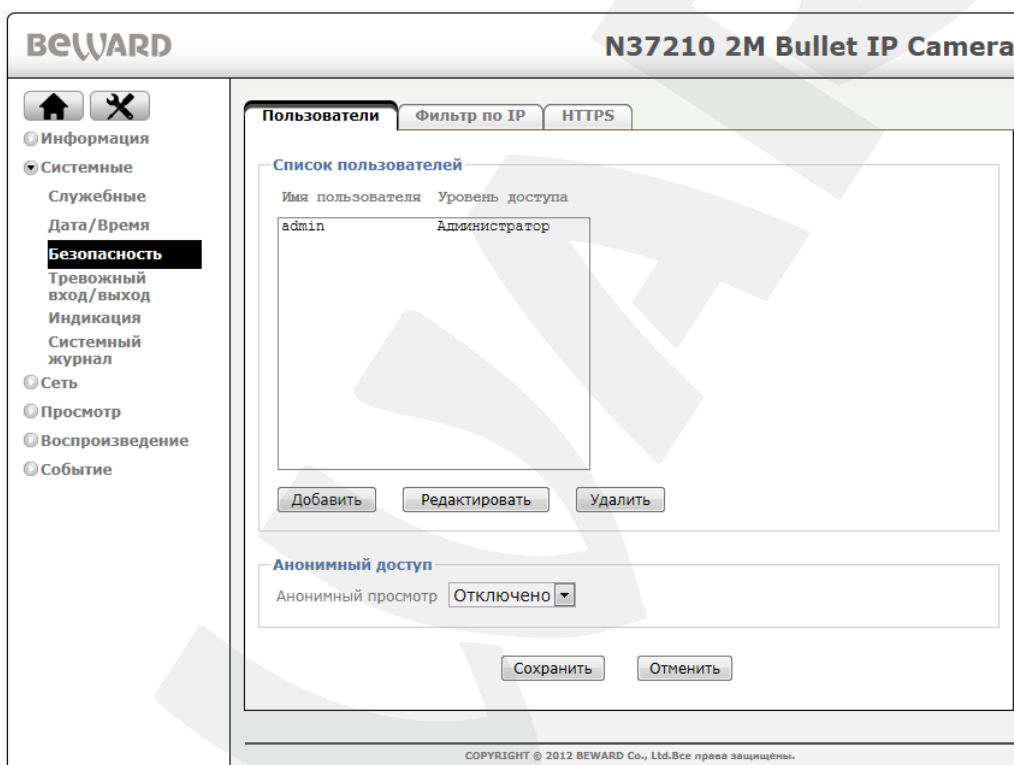 BEWARD
N37210 2M Bullet IP Camera
Информация
Системные
Служебные
Дата/Время
Безопасность
Тревожный
вход/выход
Индикация
Системный
журнал
Сеть
Просмотр
Воспроизведение
Событие
Пользователи Фильтр по IP HTTPS
Список пользователей
Имя пользователя Уровень доступа
admin Администратор
Добавить Редактировать Удалить
Анонимный доступ
Анонимный просмотр Отключено
Сохранить Отменить
COPYRIGHT © 2012 BEWARD Co., Ltd.Все права защищены.